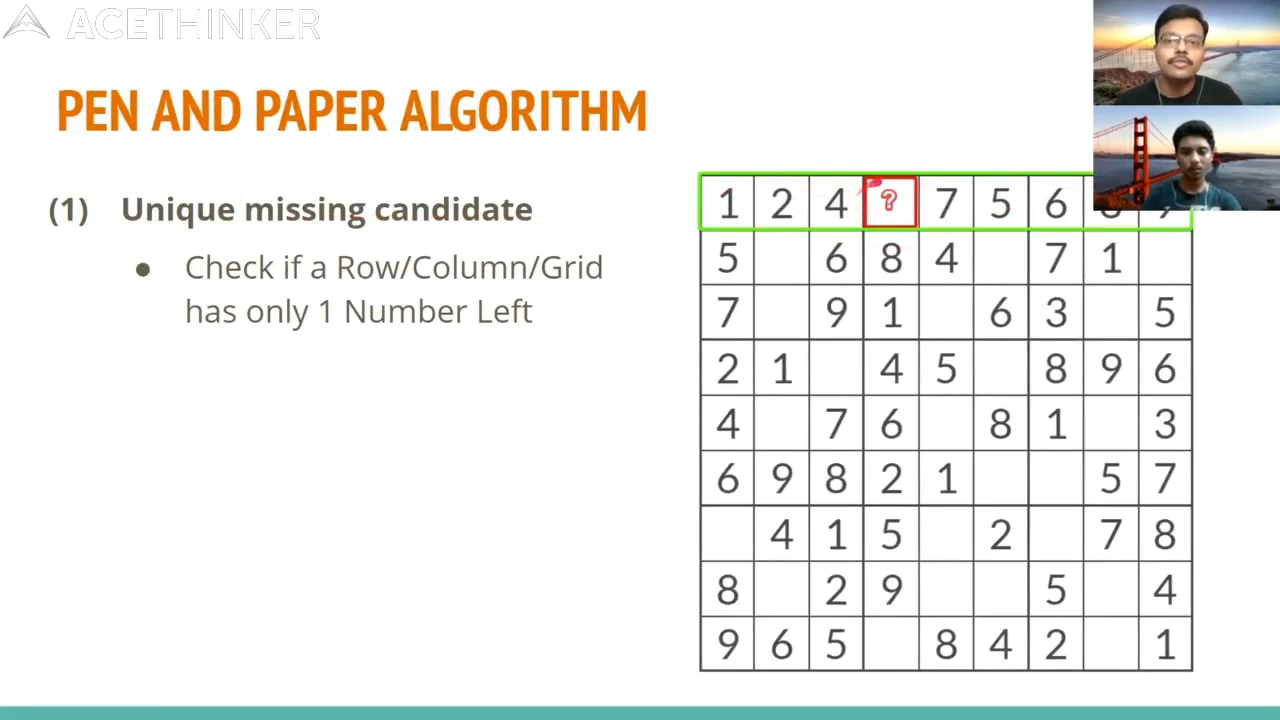 ACETHINKER
PEN AND PAPER ALGORITHM
(1) Unique missing candidate
● Check if a Row/Column/Grid
has only 1 Number Left
1 2 4 ? 7 5 6
5 6 8 4 7 1
7 9 1 6 3 5
2 1 4 5 8 9 6
4 7 6 8 1 3
6 9 8 2 1 5 7
4 1 5 2 7 8
8 2 9 5 4
9 6 5 8 4 2 1